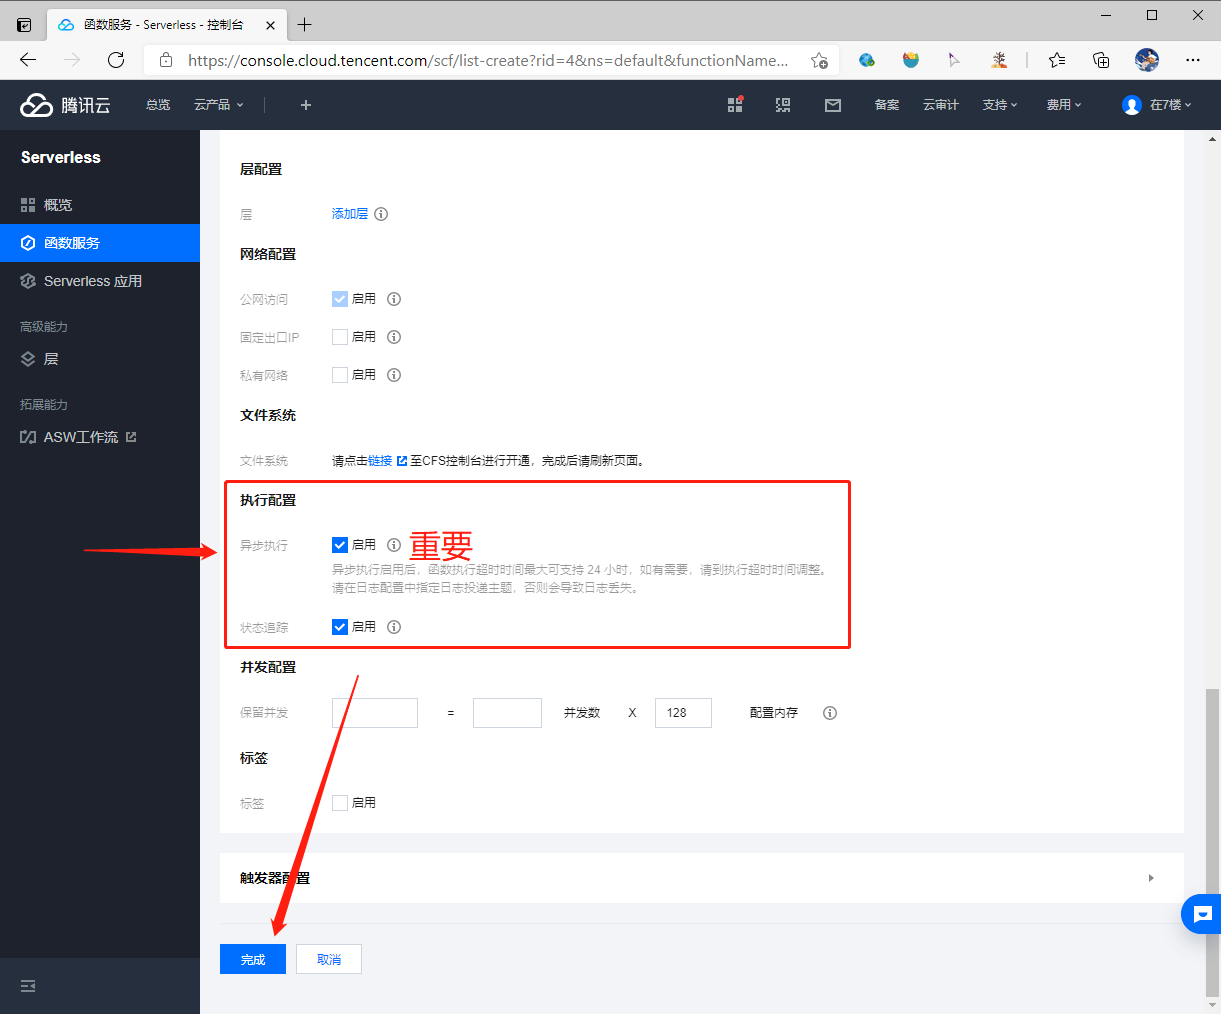 函数服务 - Serverless - 控制台
https://console.cloud.tencent.com/scf/list-create?rid=4&ns=default&functionName...
腾讯云 总览 云产品 备案 云审计 支持 费用 在7楼
Serverless
概览
函数服务
Serverless 应用
高级能力
层
拓展能力
ASW工作流
层配置
层 添加层
网络配置
公网访问 启用
固定出口IP 启用
私有网络 启用
文件系统
文件系统 请点击链接 至CFS控制台进行开通，完成后请刷新页面。
执行配置
异步执行 启用 重要
异步执行启用后，函数执行超时时间最大可支持 24 小时，如有需要，请到执行超时时间调整。
请在日志配置中指定日志投递主题，否则会导致日志丢失。
状态追踪 启用
并发配置
保留并发 = 并发数 X 128 配置内存
标签
标签 启用
触发器配置
完成 取消